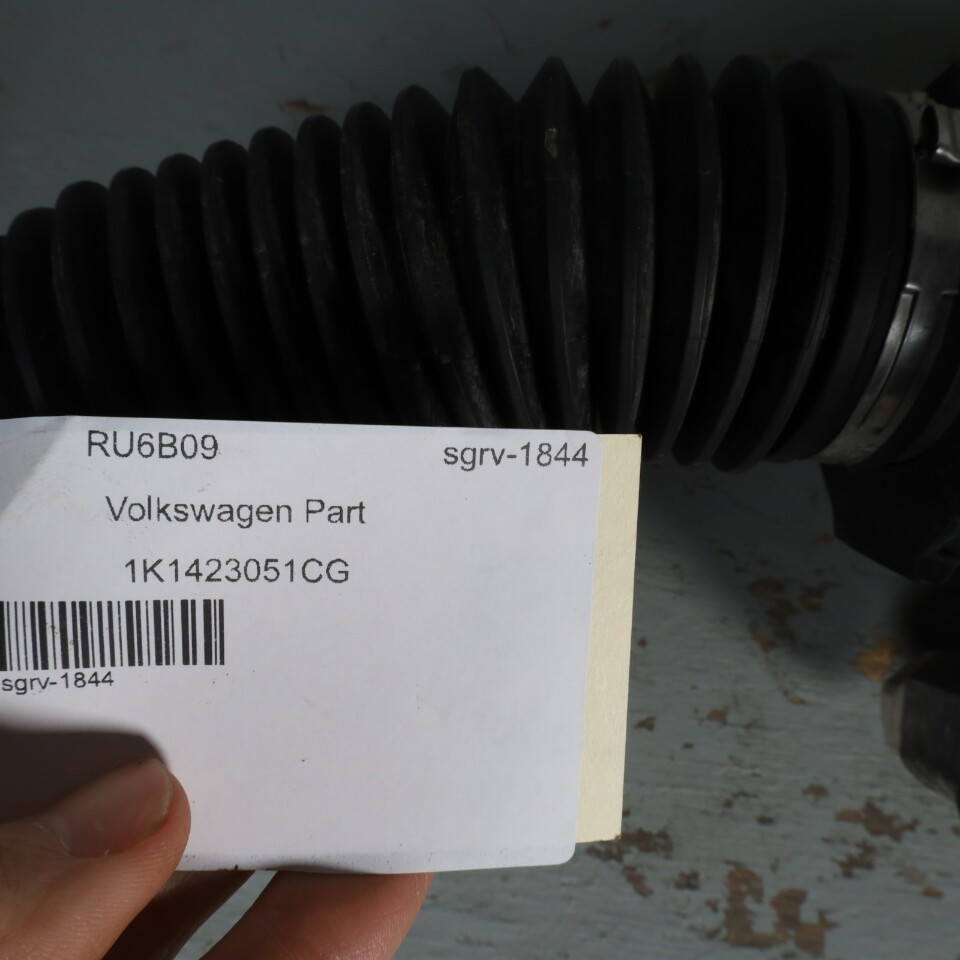 RU6B09 sgrv-1844
Volkswagen Part
1K1423051CG
sgrv-1844